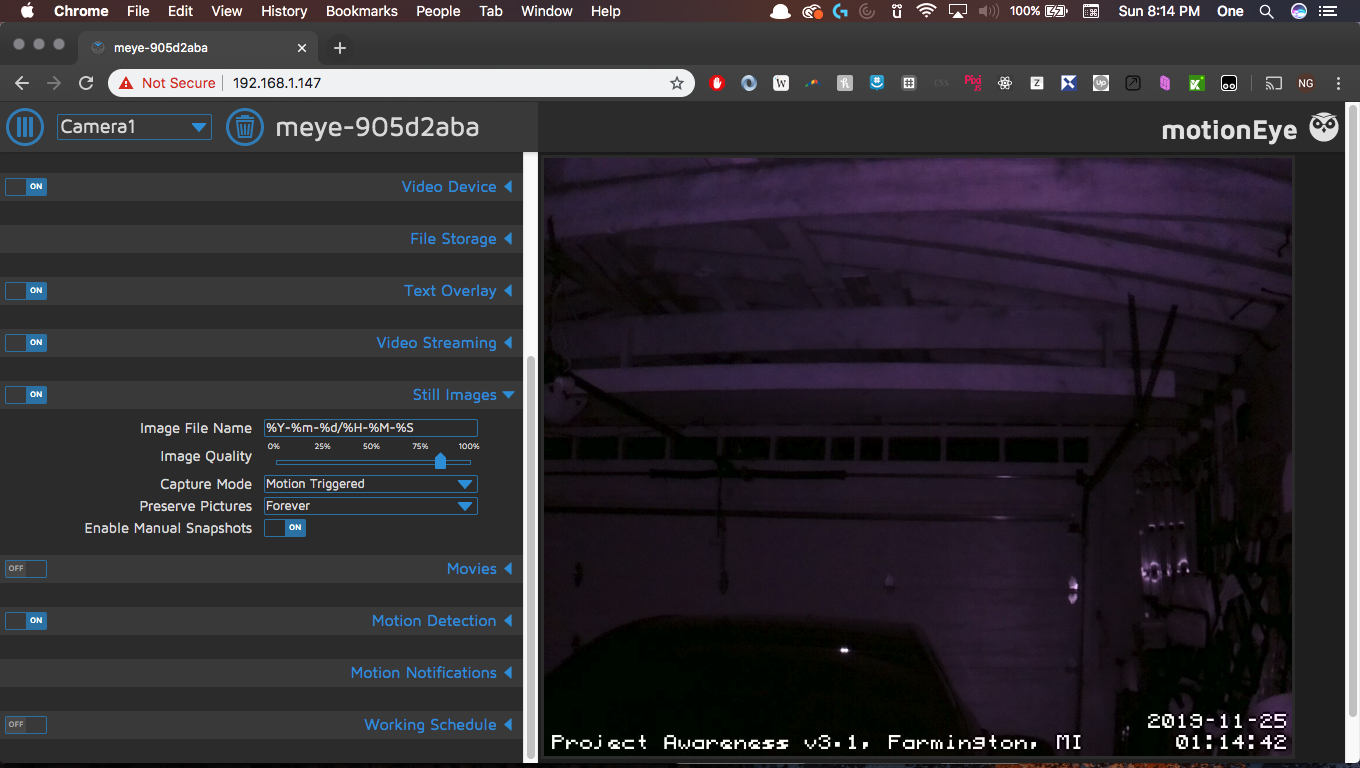 Chrome File Edit View History Bookmarks People Tab Window Help 100% Sun 8:14 PM One
meye-905d2aba
Not Secure 192.168.1.147 NG
Camera1 meye-905d2aba motionEye
ON Video Device
File Storage
ON Text Overlay
ON Video Streaming
ON Still Images
Image File Name %Y-%m-%d/%H-%M-%S
0% 25% 50% 75% 100%
Image Quality
Capture Mode Motion Triggered
Preserve Pictures Forever
Enable Manual Snapshots ON
OFF Movies
ON Motion Detection
Motion Notifications
OFF Working Schedule
2019-11-25
Project Awareness v3.1, Farmington, MI 01:14:42